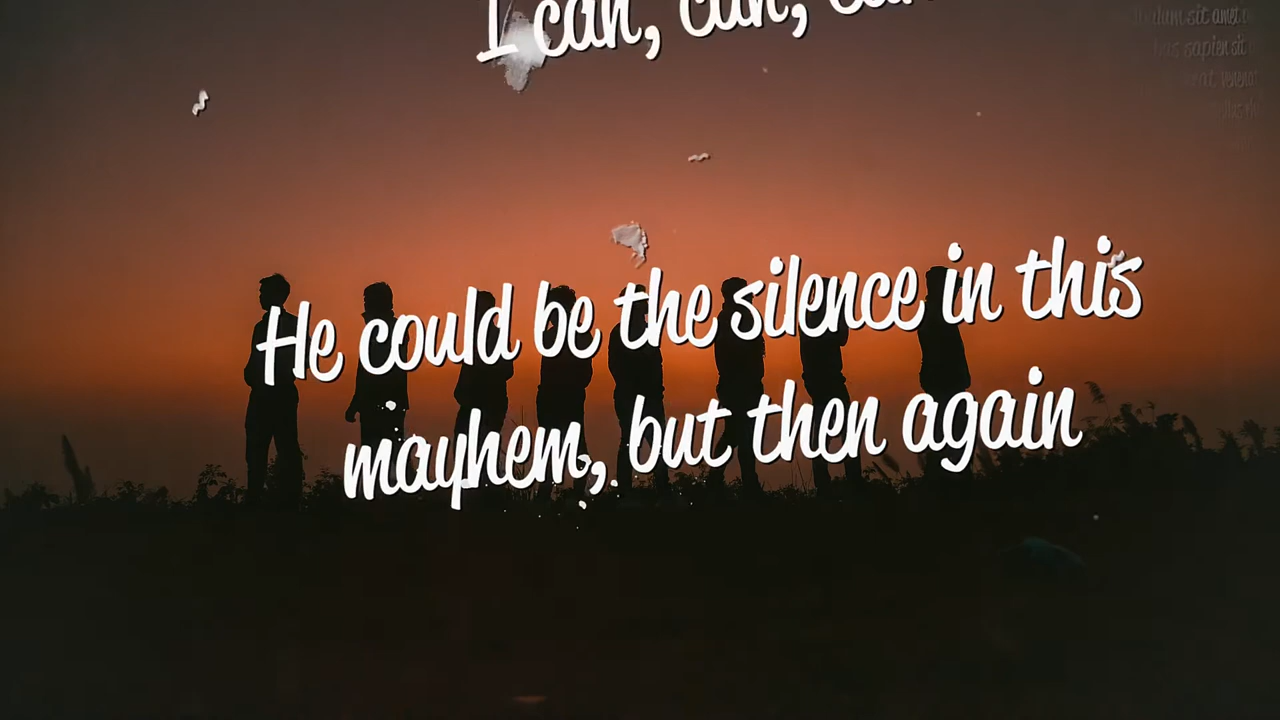 I can, can, can
He could be the silence in this
mayhem, but then again